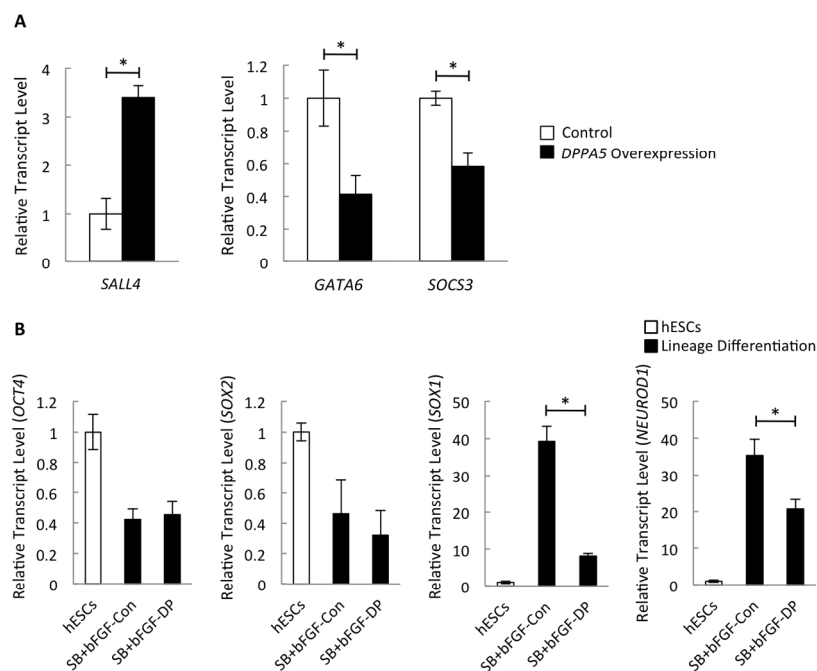 A
Relative Transcript Level
4
3
2
1
0
*
SALL4
Relative Transcript Level
1.2
1
0.8
0.6
0.4
0.2
0
*
*
GATA6
SOCS3
Control
DPPA5 Overexpression
B
hESCs
Lineage Differentiation
Relative Transcript Level (OCT4)
1.2
1
0.8
0.6
0.4
0.2
0
hESCs
SB+bFGF-Con
SB+bFGF-DP
Relative Transcript Level (SOX2)
1.2
1
0.8
0.6
0.4
0.2
0
hESCs
SB+bFGF-Con
SB+bFGF-DP
Relative Transcript Level (SOX1)
50
40
30
20
10
0
*
hESCs
SB+bFGF-Con
SB+bFGF-DP
Relative Transcript Level (NEUROD1)
50
40
30
20
10
0
*
hESCs
SB+bFGF-Con
SB+bFGF-DP